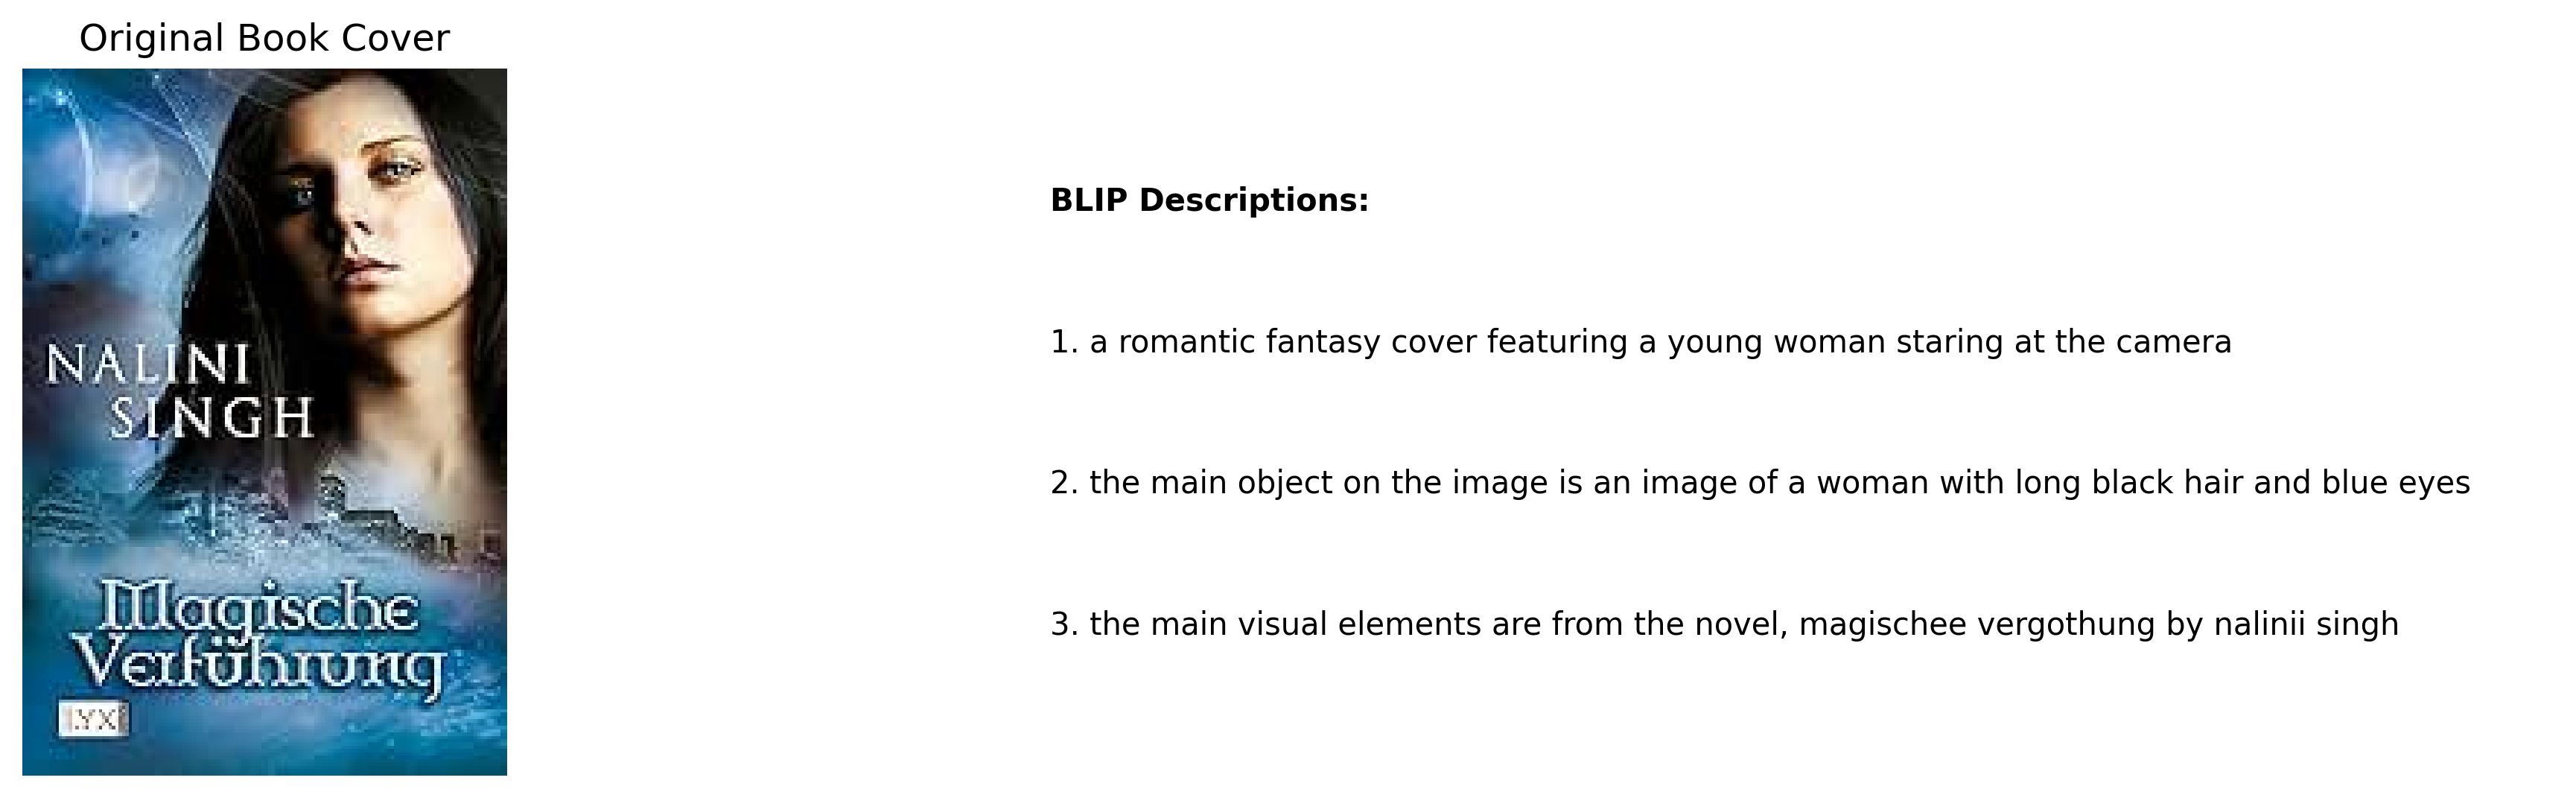 Original Book Cover
NALINI
SINGH
Magische
Verführung
LYX
BLIP Descriptions:
1. a romantic fantasy cover featuring a young woman staring at the camera
2. the main object on the image is an image of a woman with long black hair and blue eyes
3. the main visual elements are from the novel, magischee vergothung by nalinii singh